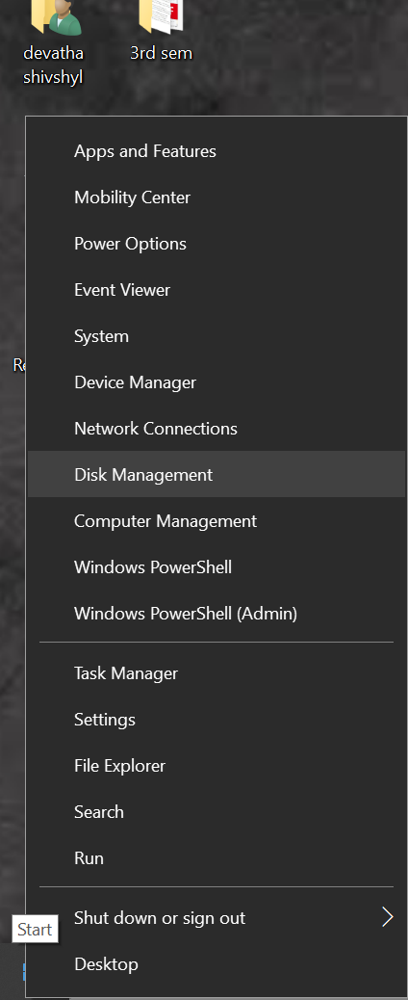 devatha
shivshyl
3rd sem
Apps and Features
Mobility Center
Power Options
Event Viewer
System
Device Manager
Network Connections
Disk Management
Computer Management
Windows PowerShell
Windows PowerShell (Admin)
Task Manager
Settings
File Explorer
Search
Run
Shut down or sign out
Start
Desktop